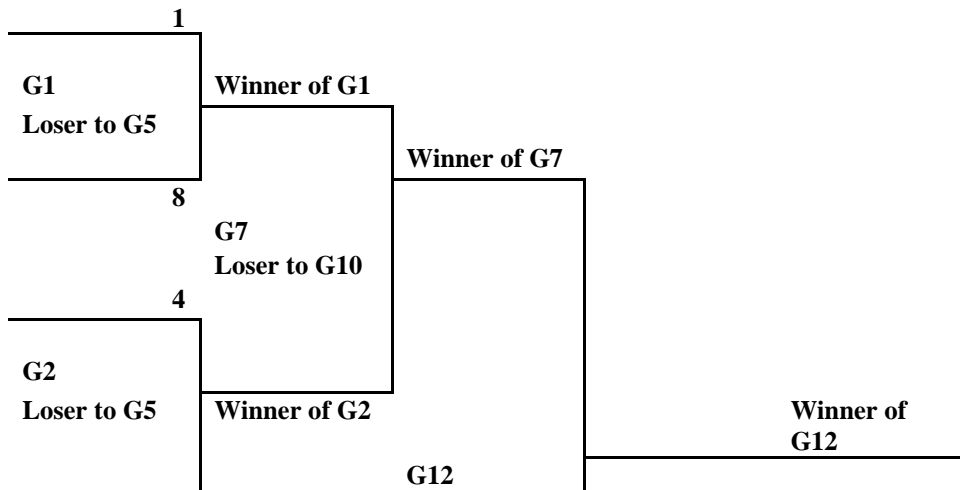 1
G1
Winner of G1
Loser to G5
Winner of G7
8
G7
Loser to G10
4
G2
Loser to G5
Winner of G2
Winner of
G12
G12